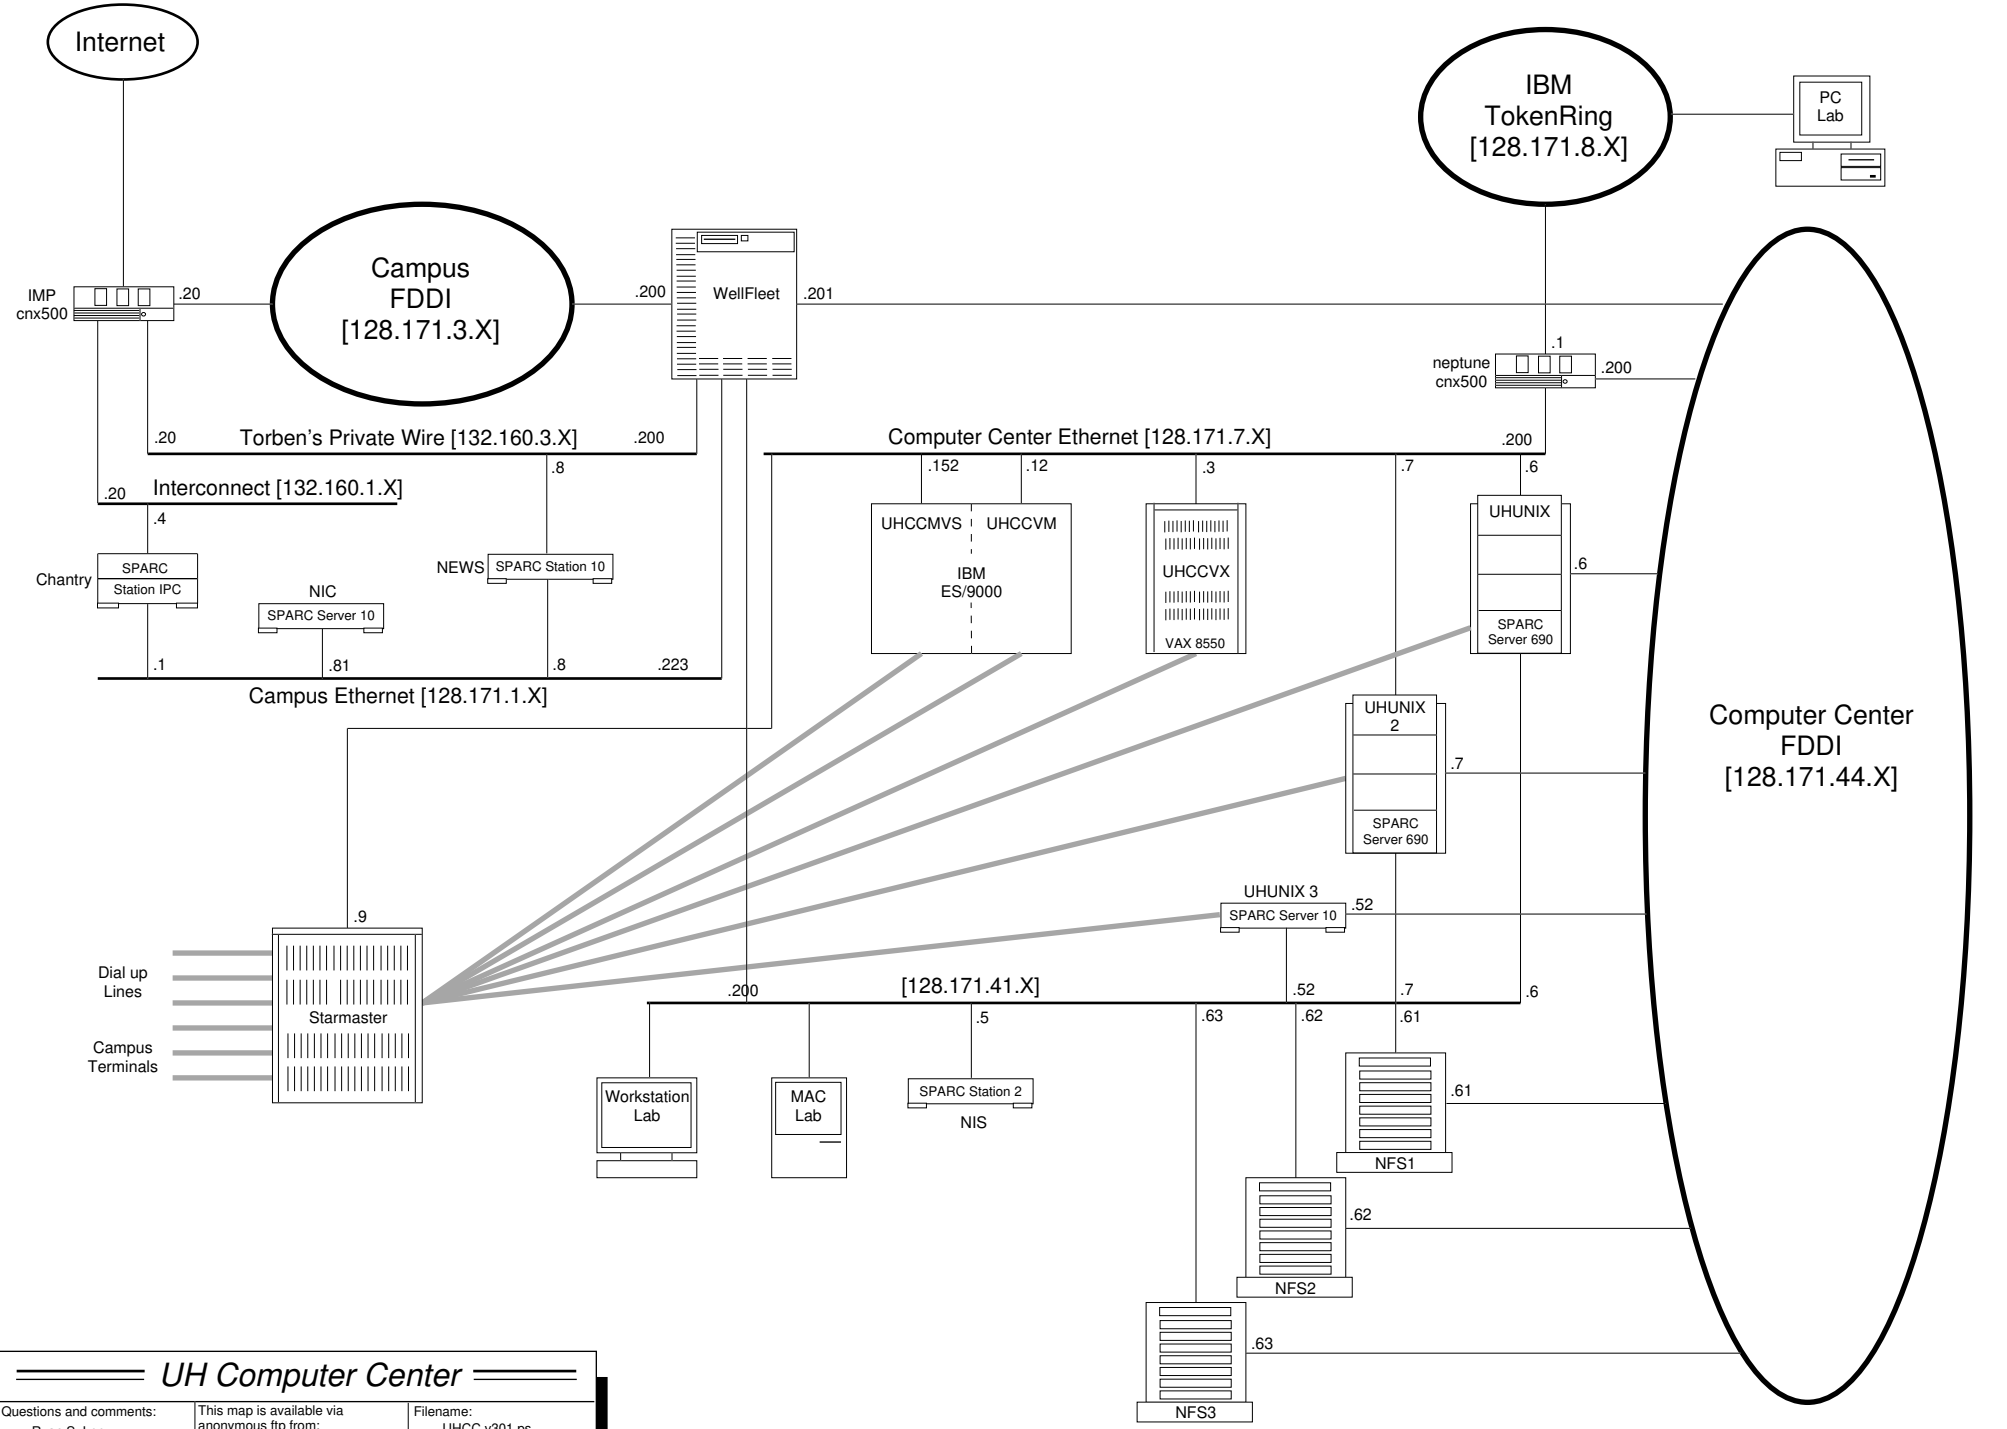 Internet
IBM
TokenRing
[128.171.8.X]
PC
Lab
Campus
FDDI
[128.171.3.X]
IMP
cnx500
.20
.200
WellFleet
.201
.1
neptune
cnx500
.200
.20
Torben's Private Wire [132.160.3.X]
.200
Computer Center Ethernet [128.171.7.X]
.200
.8
.152
.12
.3
.7
.6
.20
Interconnect [132.160.1.X]
.4
UHCCMVS
UHCCVM
IBM
ES/9000
UHCCVX
VAX 8550
UHUNIX
SPARC
Server 690
.6
Chantry
SPARC
Station IPC
NIC
SPARC Server 10
NEWS
SPARC Station 10
.1
.81
.8
.223
Campus Ethernet [128.171.1.X]
UHUNIX
2
SPARC
Server 690
.7
Computer Center
FDDI
[128.171.44.X]
UHUNIX 3
SPARC Server 10
.52
.9
Dial up
Lines
Starmaster
Campus
Terminals
.200
[128.171.41.X]
.52
.7
.6
.5
.63
.62
.61
Workstation
Lab
MAC
Lab
SPARC Station 2
NIS
.61
NFS1
.62
NFS2
.63
NFS3
UH Computer Center
Questions and comments:
This map is available via
anonymous ftp from:
Filename:
UHCC v301.ps